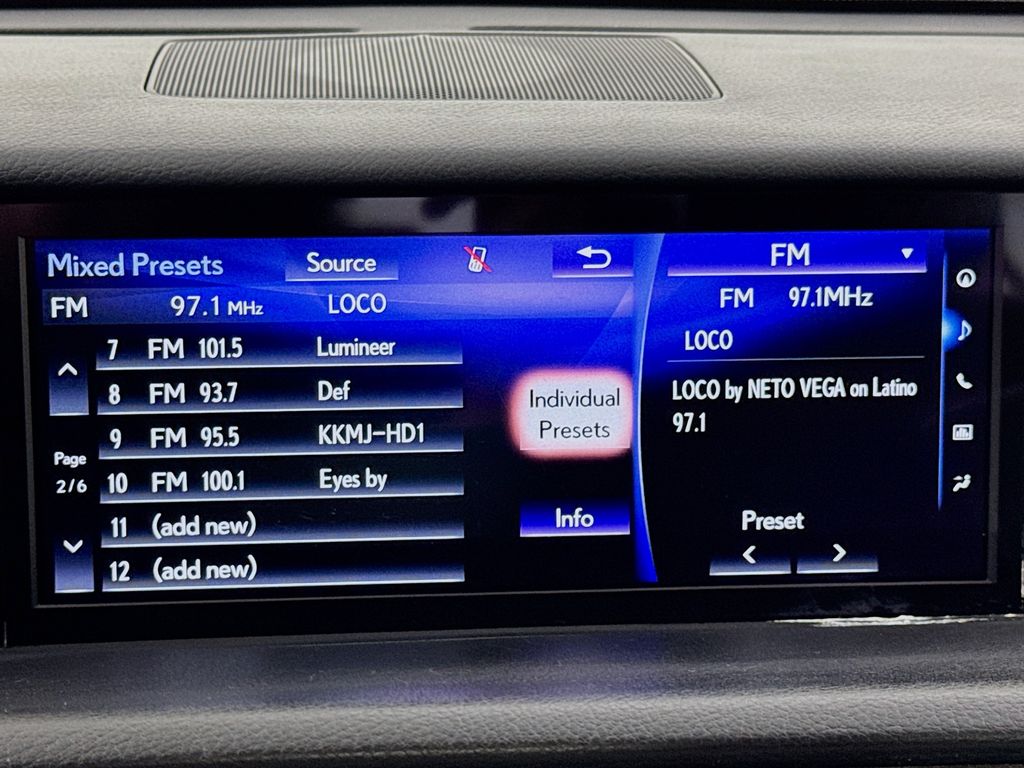 Mixed Presets Source
FM 97.1 MHz LOCO
7 FM 101.5 Lumineer
8 FM 93.7 Def
9 FM 95.5 KKMJ-HD1
10 FM 100.1 Eyes by
11 (add new)
12 (add new)
Page
2/6
Individual
Presets
Info
FM
FM 97.1MHz
LOCO
LOCO by NETO VEGA on Latino
97.1
Preset